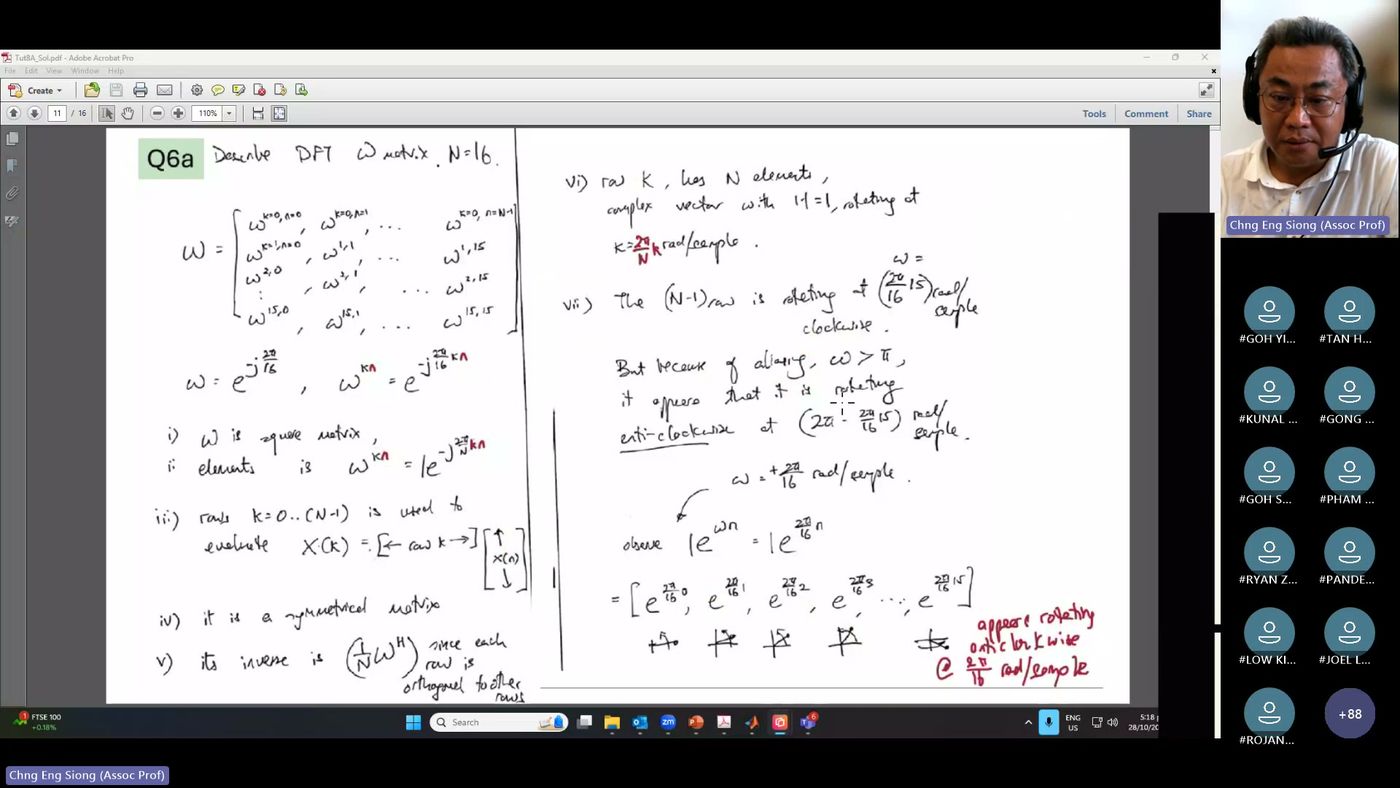 Tut8A_Sol.pdf - Adobe Acrobat Pro
File Edit View Window Help
Create
11 / 16
110%
Tools Comment Share
Q6a Describe DFT W matrix. N=16.
W = [ω^{k=0, n=0}, ω^{k=0, n=1}, ... ω^{k=0, n=N-1}
ω^{k=1, n=0}, ω^{1,1}, ... ω^{1,15}
ω^{2,0}, ω^{2,1}, ... ω^{2,15}
⋮
ω^{15,0}, ω^{15,1}, ... ω^{15,15}]
ω = e^{-j 2π/16}, ω^{kn} = e^{-j 2π/16 kn}
i) W is square matrix,
ii elements is ω^{kn} = 1e^{-j 2π/N kn}
iii) rows k=0..(N-1) is used to
evaluate X(k) = [← row k →] [↑ x(n) ↓]
iv) it is a symmetrical matrix
v) its inverse is (1/N W^H) since each
row is
orthogonal to other
rows
vi) row k, has N elements,
complex vector with |·|=1, rotating at
k= 2π/N k rad/sample.
vii) The (N-1) row is rotating at ω = (2π/16 15) rad/sample
clockwise.
But because of aliasing, ω > π,
it appears that it is rotating
anti-clockwise at (2π - 2π/16 15) rad/sample.
ω = +2π/16 rad/sample.
observe 1e^{ωn} = 1e^{2π/16 n}
= [e^{2π/16 0}, e^{2π/16 1}, e^{2π/16 2}, e^{2π/16 3}, ..., e^{2π/16 15}]
appears rotating
anticlockwise
@ 2π/16 rad/sample
Chng Eng Siong (Assoc Prof)
#GOH YI... #TAN H...
#KUNAL ... #GONG ...
#GOH S... #PHAM ...
#RYAN Z... #PANDE...
#LOW KI... #JOEL L...
#ROJAN... +88
FTSE 100
+0.18%
Search
ENG
US
5:18
28/10/20
Chng Eng Siong (Assoc Prof)